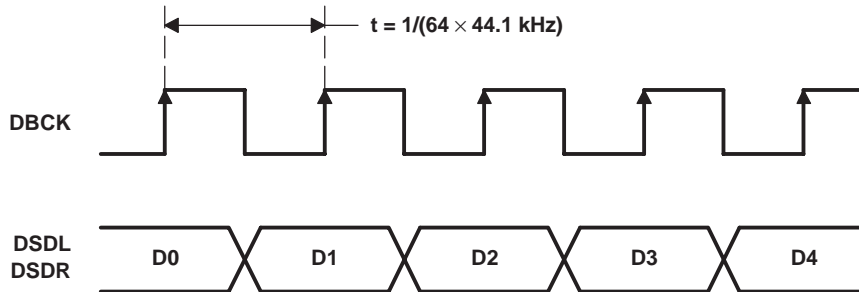 t = 1/(64 × 44.1 kHz)
DBCK
DSDL
DSDR
D0 D1 D2 D3 D4